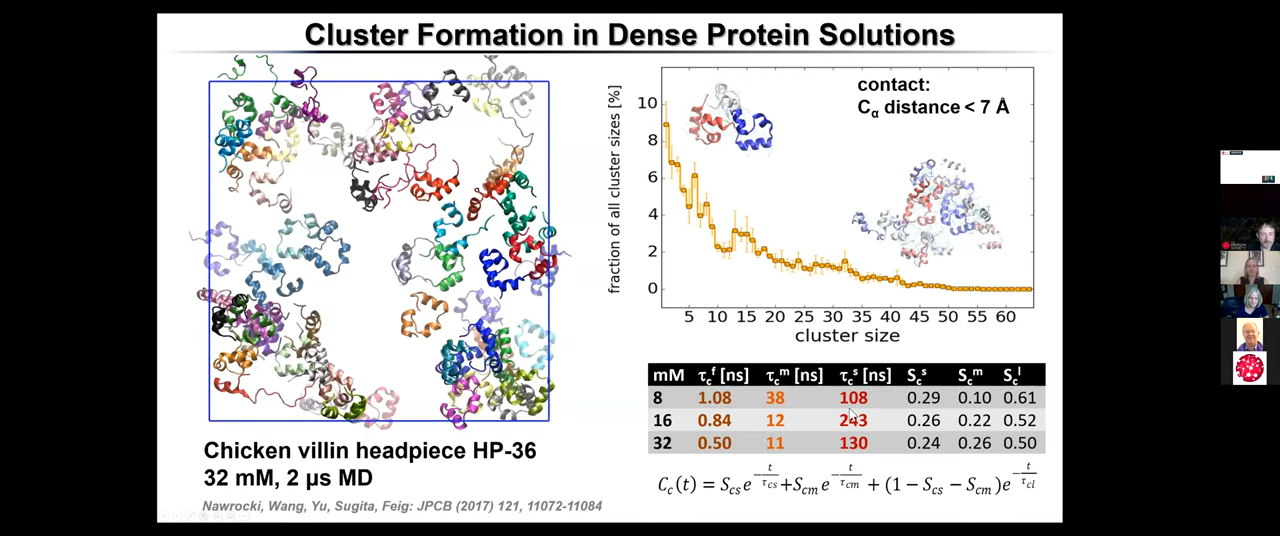 Cluster Formation in Dense Protein Solutions
contact:
Cα distance < 7 Å
fraction of all cluster sizes [%]
10
8
6
4
2
0
5 10 15 20 25 30 35 40 45 50 55 60
cluster size
mM τcᶠ [ns] τcᵐ [ns] τcˢ [ns] Scˢ Scᵐ Scˡ
8 1.08 38 108 0.29 0.10 0.61
16 0.84 12 243 0.26 0.22 0.52
32 0.50 11 130 0.24 0.26 0.50
Cc(t) = Scs e^(-t/τcs) + Scm e^(-t/τcm) + (1 − Scs − Scm)e^(-t/τcl)
Chicken villin headpiece HP-36
32 mM, 2 μs MD
Nawrocki, Wang, Yu, Sugita, Feig: JPCB (2017) 121, 11072-11084